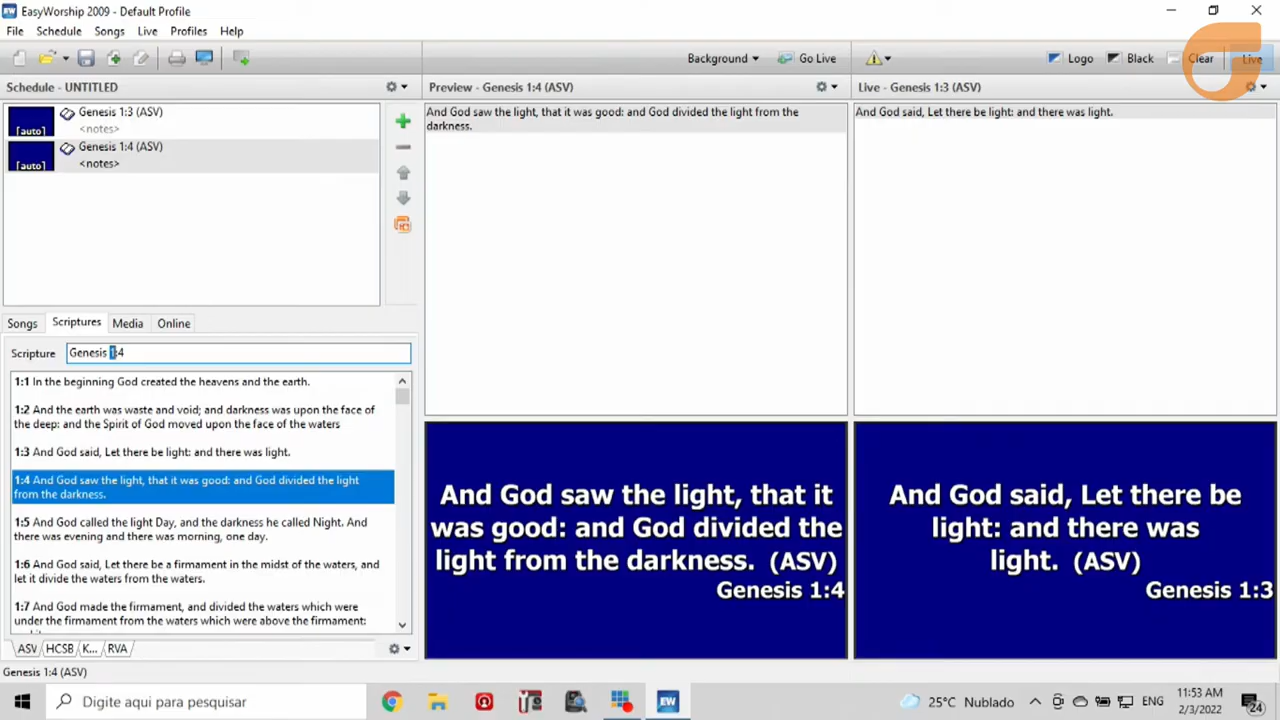 EasyWorship 2009 - Default Profile
File Schedule Songs Live Profiles Help
Background Go Live Logo Black Clear Live
Schedule - UNTITLED
Genesis 1:3 (ASV)
<notes>
[auto]
Genesis 1:4 (ASV)
<notes>
[auto]
Preview - Genesis 1:4 (ASV)
And God saw the light, that it was good: and God divided the light from the
darkness.
Live - Genesis 1:3 (ASV)
And God said, Let there be light: and there was light.
Songs Scriptures Media Online
Scripture Genesis 1:4
1:1 In the beginning God created the heavens and the earth.
1:2 And the earth was waste and void; and darkness was upon the face of
the deep: and the Spirit of God moved upon the face of the waters
1:3 And God said, Let there be light: and there was light.
1:4 And God saw the light, that it was good: and God divided the light
from the darkness.
1:5 And God called the light Day, and the darkness he called Night. And
there was evening and there was morning, one day.
1:6 And God said, Let there be a firmament in the midst of the waters, and
let it divide the waters from the waters.
1:7 And God made the firmament, and divided the waters which were
under the firmament from the waters which were above the firmament:
ASV HCSB K... RVA
Genesis 1:4 (ASV)
And God saw the light, that it
was good: and God divided the
light from the darkness. (ASV)
Genesis 1:4
And God said, Let there be
light: and there was
light. (ASV)
Genesis 1:3
Digite aqui para pesquisar
EW
25°C Nublado
ENG
11:53 AM
2/3/2022
24